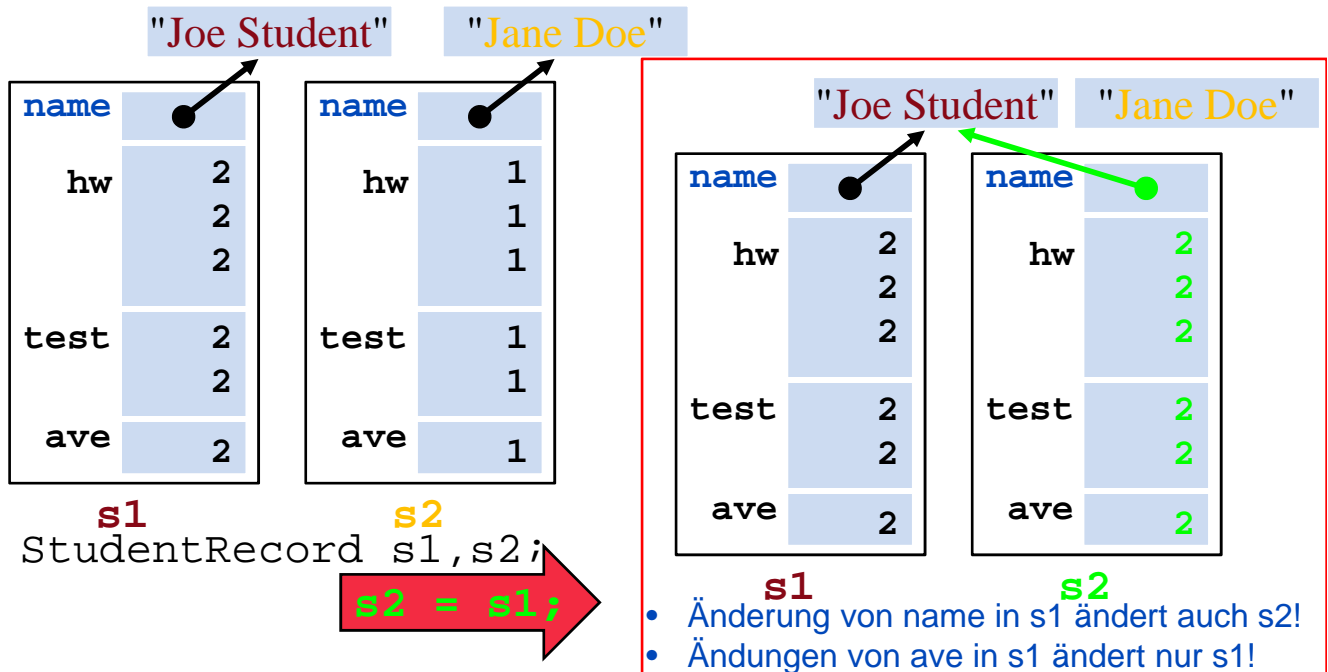 "Joe Student" "Jane Doe"
name name
hw 2 hw 1
2 1
2 1
test 2 test 1
2 1
ave 2 ave 1
s1 s2
StudentRecord s1,s2;
s2 = s1;
"Joe Student" "Jane Doe"
name name
hw 2 hw 2
2 2
2 2
test 2 test 2
2 2
ave 2 ave 2
s1 s2
• Änderung von name in s1 ändert auch s2!
• Ändungen von ave in s1 ändert nur s1!